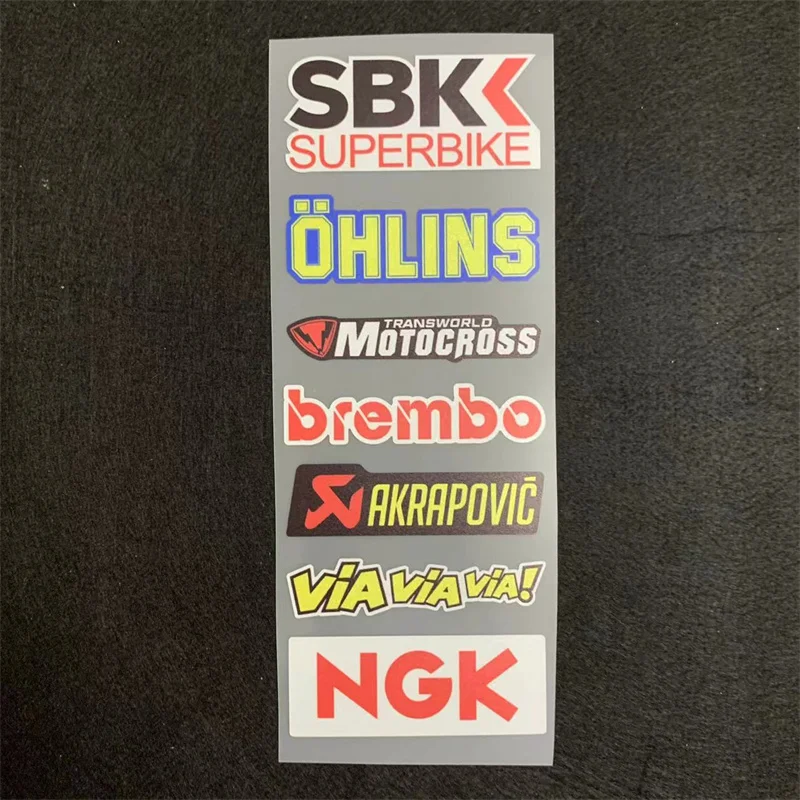 SBK
SUPERBIKE
ÖHLINS
TRANSWORLD
MOTOCROSS
brembo
AKRAPOVIČ
ViA ViA ViA!
NGK